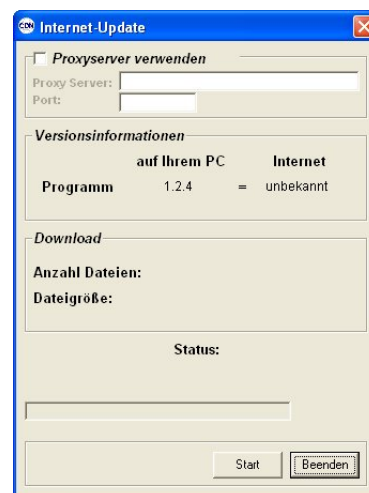 CDN Internet-Update
Proxyserver verwenden
Proxy Server:
Port:
Versionsinformationen
auf Ihrem PC Internet
Programm 1.2.4 = unbekannt
Download
Anzahl Dateien:
Dateigröße:
Status:
Start Beenden